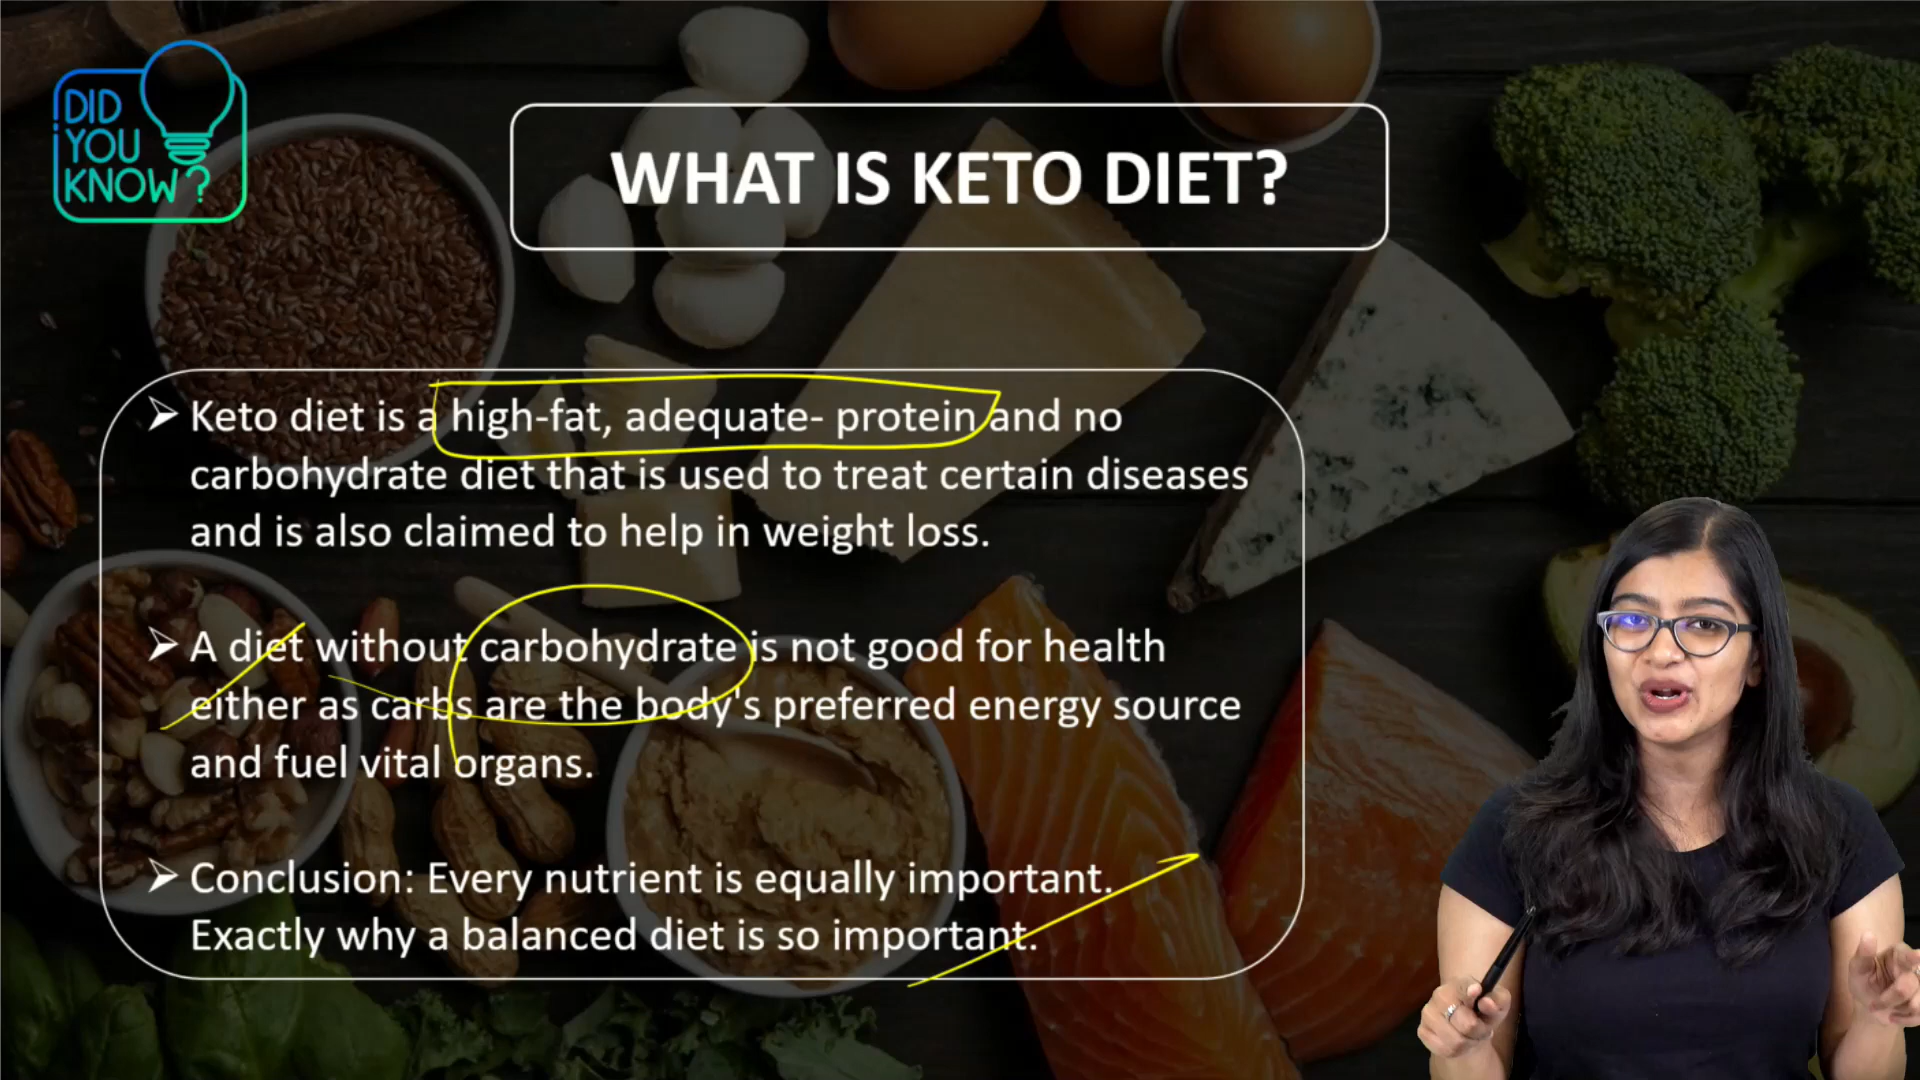 DID
YOU
KNOW?
WHAT IS KETO DIET?
➢ Keto diet is a high-fat, adequate- protein and no
carbohydrate diet that is used to treat certain diseases
and is also claimed to help in weight loss.
➢ A diet without carbohydrate is not good for health
either as carbs are the body's preferred energy source
and fuel vital organs.
➢ Conclusion: Every nutrient is equally important.
Exactly why a balanced diet is so important.